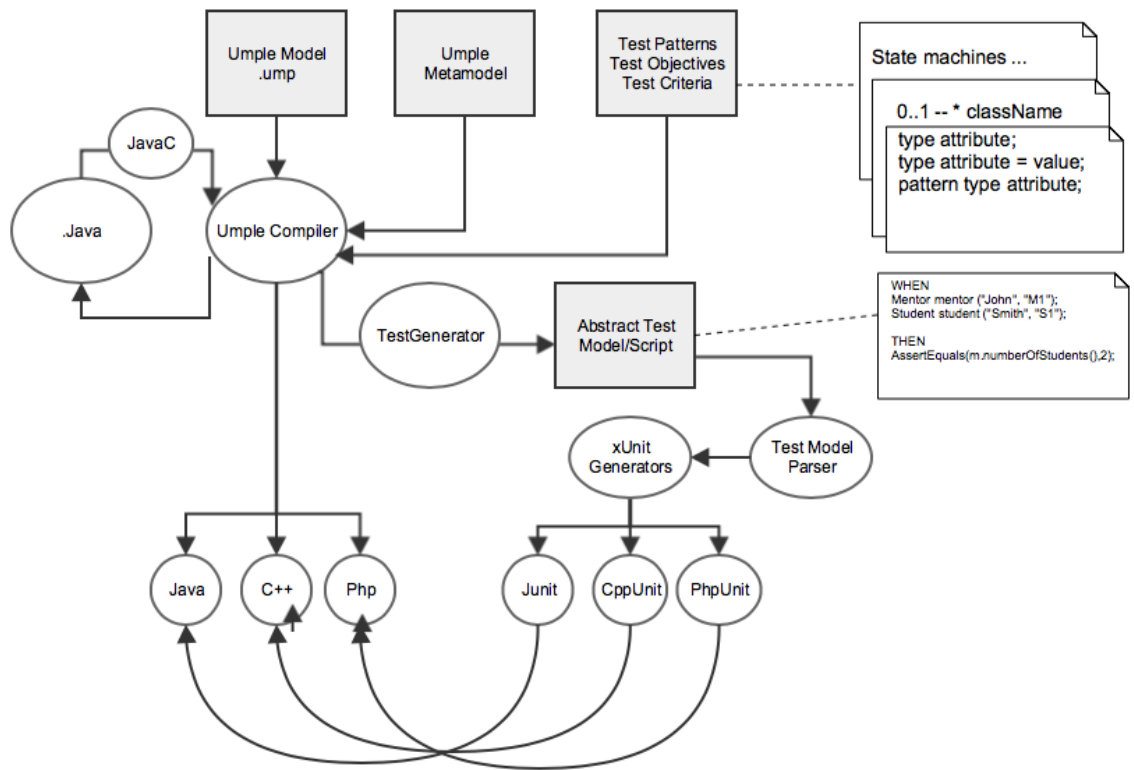 Umple Model
.ump
Umple
Metamodel
Test Patterns
Test Objectives
Test Criteria
State machines ...
0..1 -- * className
type attribute;
type attribute = value;
pattern type attribute;
JavaC
.Java
Umple Compiler
TestGenerator
Abstract Test
Model/Script
WHEN
Mentor mentor ("John", "M1");
Student student ("Smith", "S1");
THEN
AssertEquals(m.numberOfStudents(),2);
xUnit
Generators
Test Model
Parser
Java
C++
Php
Junit
CppUnit
PhpUnit